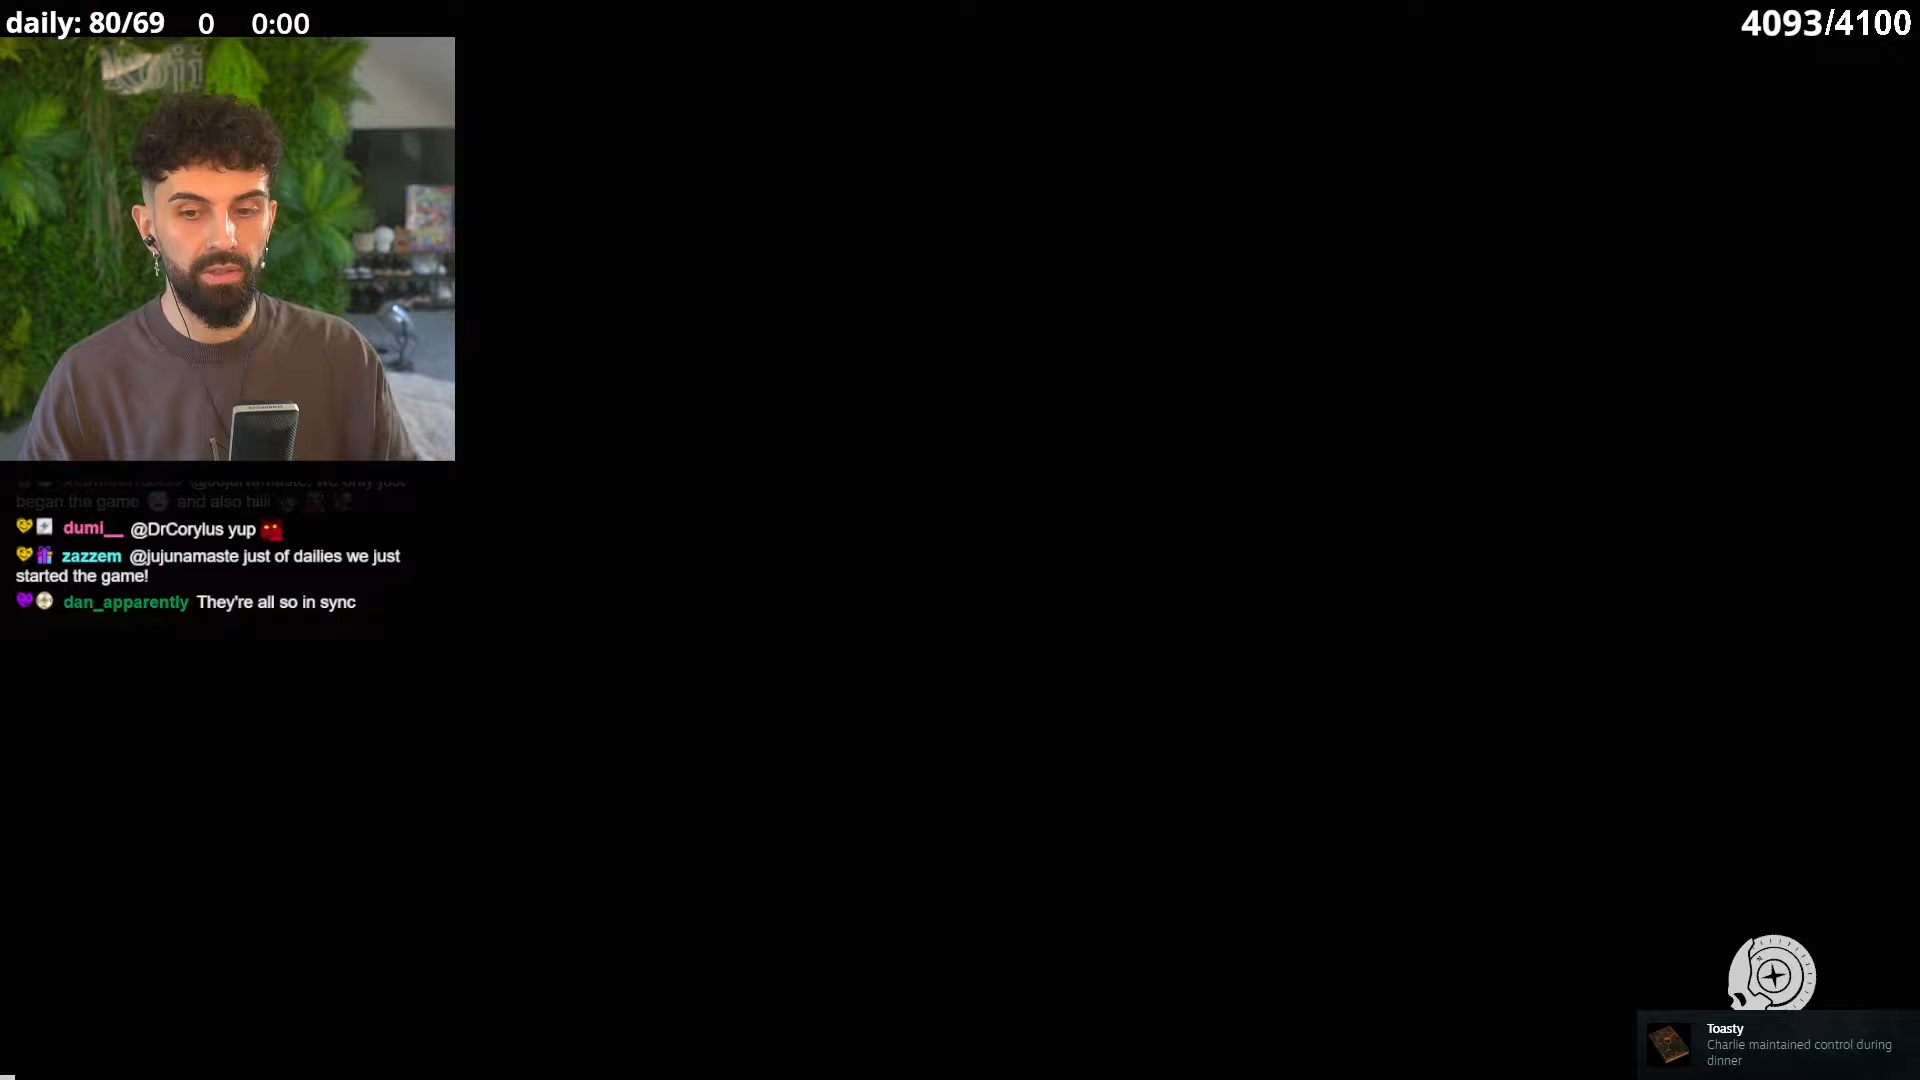 daily: 80/69 0 0:00
4093/4100
began the game and also hiiii
dumi__ @DrCorylus yup
zazzem @jujunamaste just of dailies we just
started the game!
dan_apparently They're all so in sync
Toasty
Charlie maintained control during
dinner